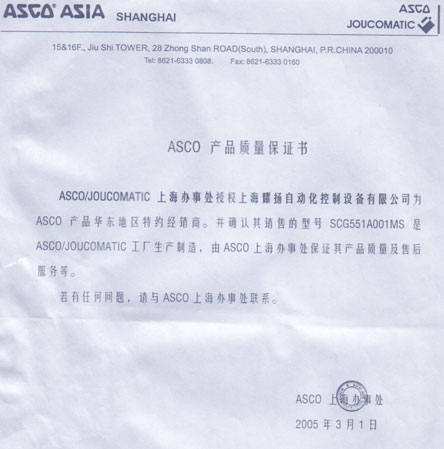 ASCO ASIA SHANGHAI
ASCO
JOUCOMATIC
15&16F., Jiu Shi TOWER, 28 Zhong Shan ROAD(South), SHANGHAI, P.R.CHINA 200010
Tel: 8621-6333 0808. Fax: 8621-6333 0160
ASCO 产品质量保证书
ASCO/JOUCOMATIC 上海办事处授权上海耀扬自动化控制设备有限公司为
ASCO 产品华东地区特约经销商。并确认其销售的型号 SCG551A001MS 是
ASCO/JOUCOMATIC 工厂生产制造，由 ASCO 上海办事处保证其产品质量及售后
服务等。
若有任何问题，请与 ASCO 上海办事处联系。
ASCO 上海办事处
2005 年 3 月 1 日